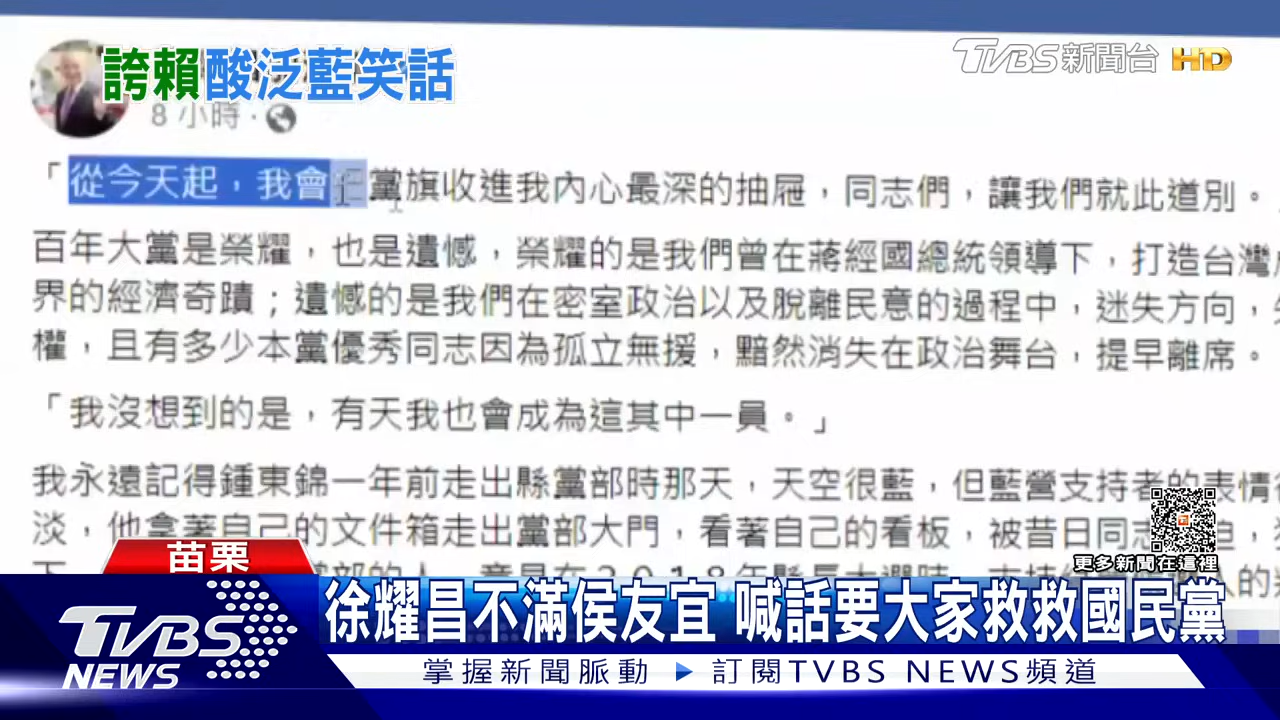 誇賴酸泛藍笑話
TVBS新聞台 HD
8 小時
「從今天起，我會把黨旗收進我內心最深的抽屜，同志們，讓我們就此道別。
百年大黨是榮耀，也是遺憾，榮耀的是我們曾在蔣經國總統領導下，打造台灣
界的經濟奇蹟；遺憾的是我們在密室政治以及脫離民意的過程中，迷失方向，
權，且有多少本黨優秀同志因為孤立無援，黯然消失在政治舞台，提早離席。
「我沒想到的是，有天我也會成為這其中一員。」
我永遠記得鍾東錦一年前走出縣黨部時那天，天空很藍，但藍營支持者的表情
淡，他拿著自己的文件箱走出黨部大門，看著自己的看板，被昔日同志
更多新聞在這裡
苗栗
徐耀昌不滿侯友宜 喊話要大家救救國民黨
TVBS NEWS
掌握新聞脈動 ▶ 訂閱TVBS NEWS頻道